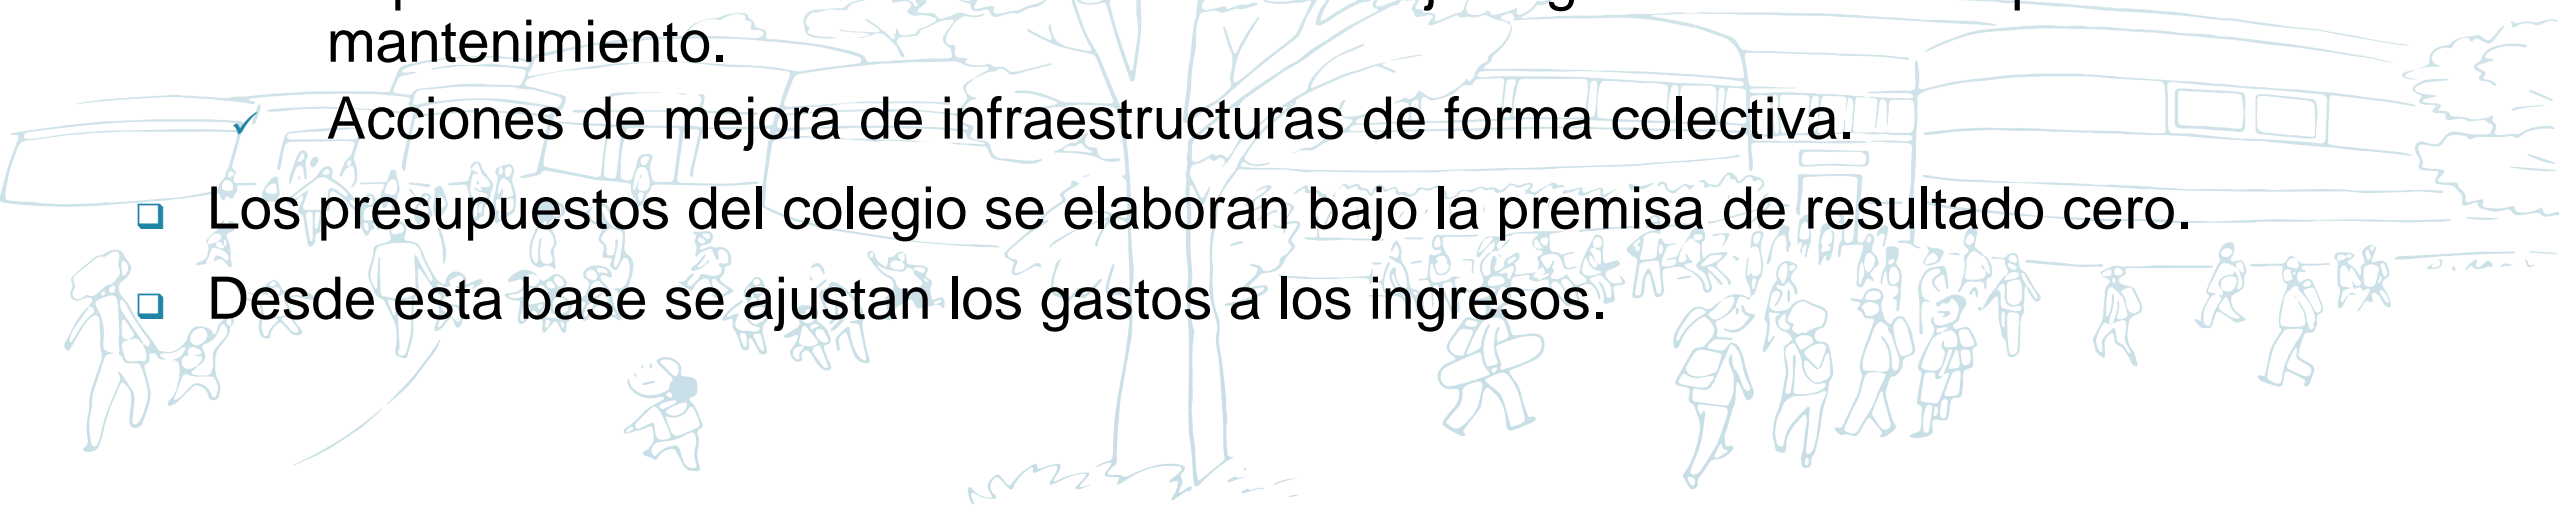 mantenimiento.
✓ Acciones de mejora de infraestructuras de forma colectiva.
❑ Los presupuestos del colegio se elaboran bajo la premisa de resultado cero.
❑ Desde esta base se ajustan los gastos a los ingresos.